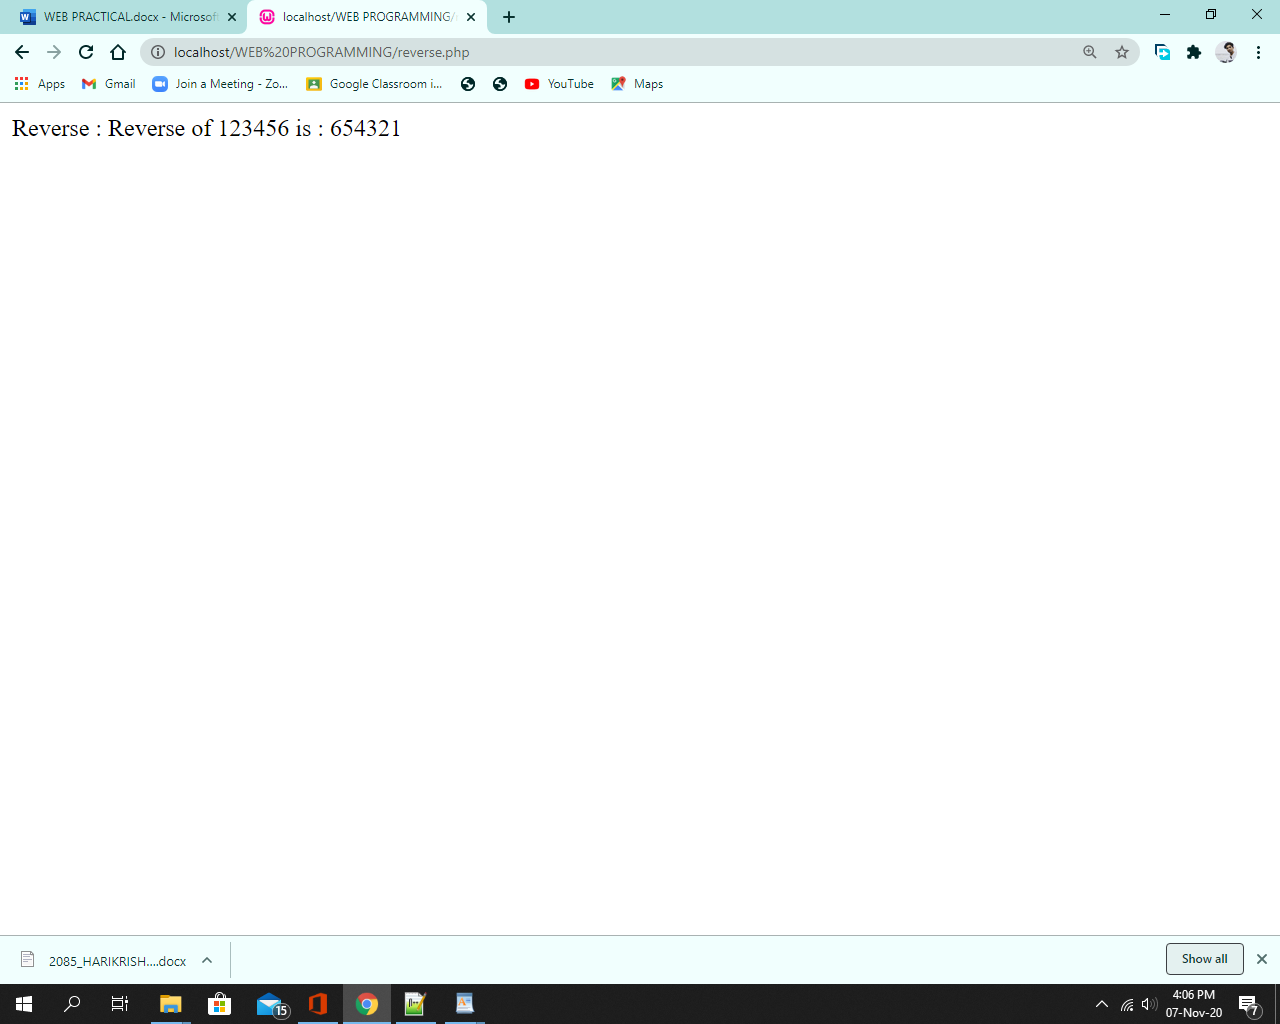 WEB PRACTICAL.docx - Microsoft
localhost/WEB PROGRAMMING/
localhost/WEB%20PROGRAMMING/reverse.php
Apps
Gmail
Join a Meeting - Zo...
Google Classroom i...
YouTube
Maps
Reverse : Reverse of 123456 is : 654321
2085_HARIKRISH....docx
Show all
15
4:06 PM
07-Nov-20
7